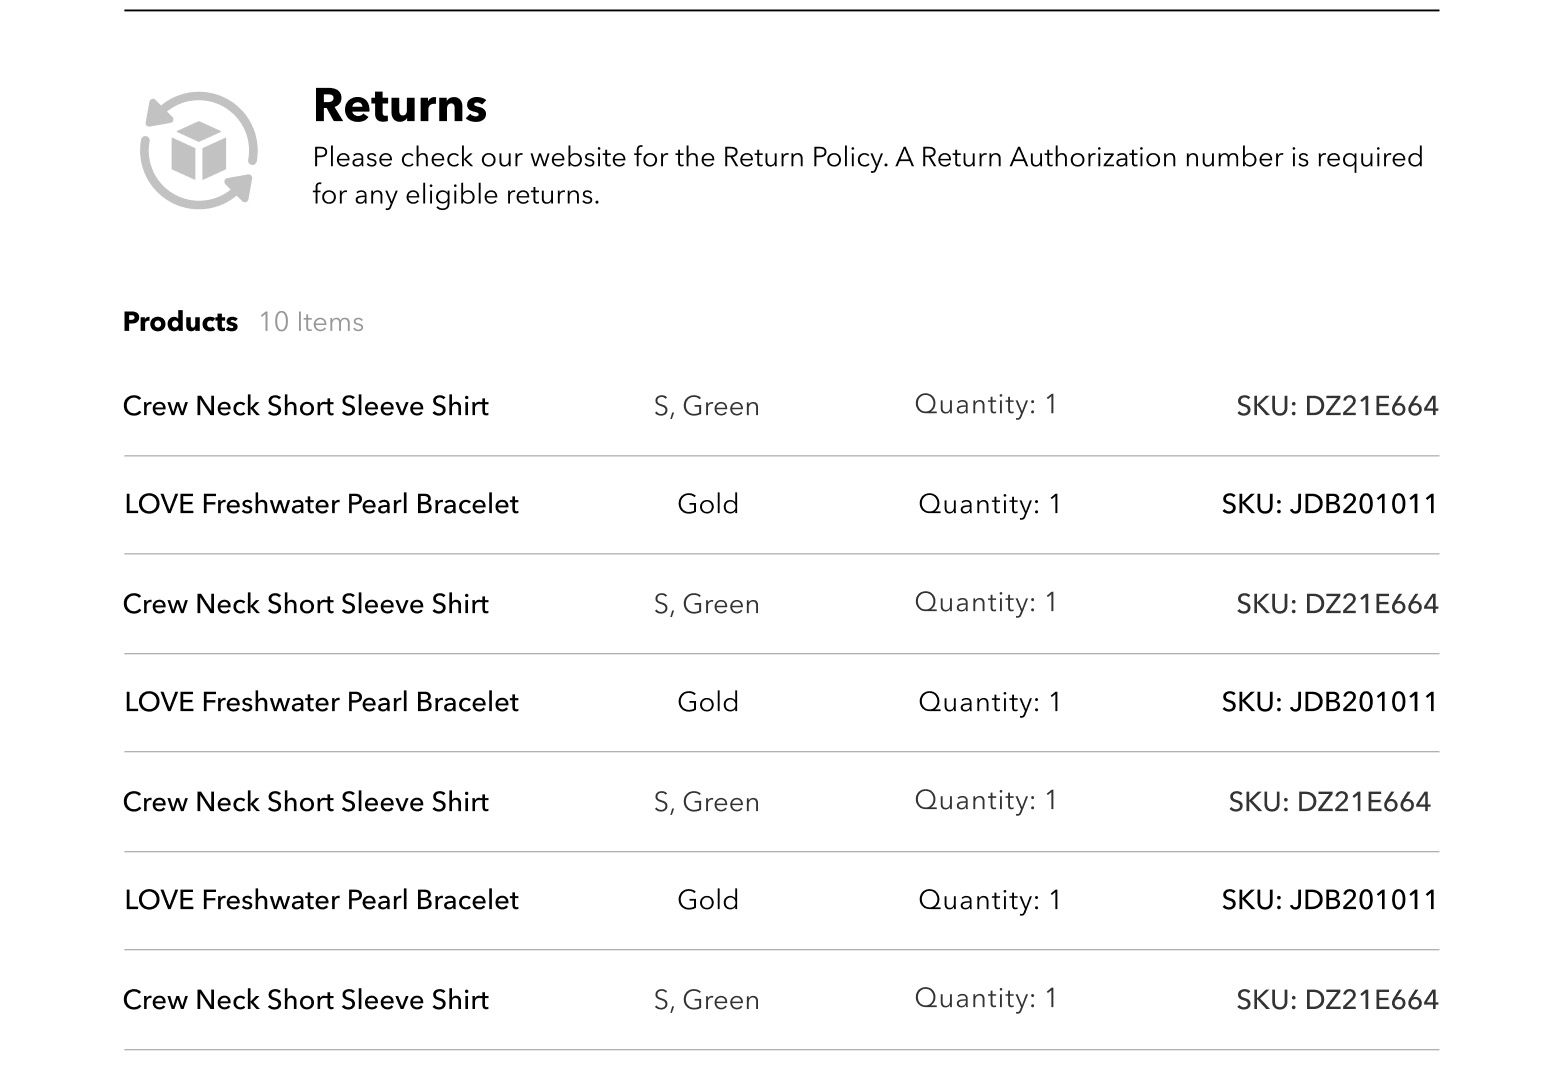 Returns
Please check our website for the Return Policy. A Return Authorization number is required
for any eligible returns.
Products 10 Items
Crew Neck Short Sleeve Shirt S, Green Quantity: 1 SKU: DZ21E664
LOVE Freshwater Pearl Bracelet Gold Quantity: 1 SKU: JDB201011
Crew Neck Short Sleeve Shirt S, Green Quantity: 1 SKU: DZ21E664
LOVE Freshwater Pearl Bracelet Gold Quantity: 1 SKU: JDB201011
Crew Neck Short Sleeve Shirt S, Green Quantity: 1 SKU: DZ21E664
LOVE Freshwater Pearl Bracelet Gold Quantity: 1 SKU: JDB201011
Crew Neck Short Sleeve Shirt S, Green Quantity: 1 SKU: DZ21E664